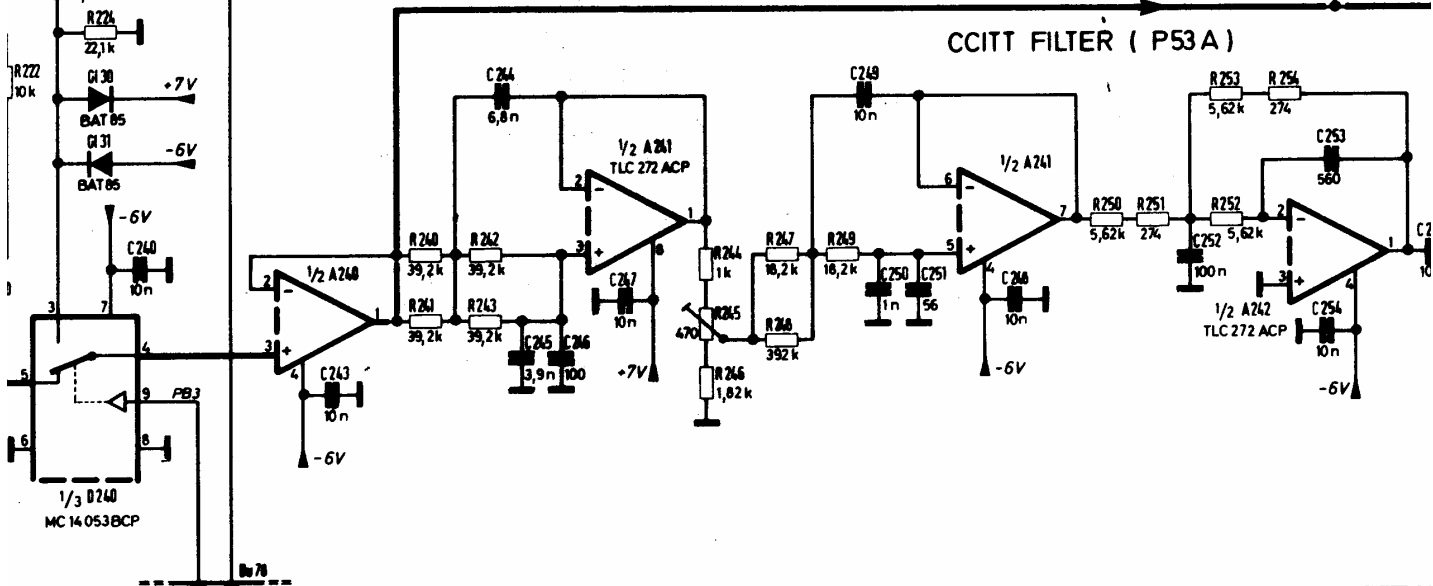 CCITT FILTER ( P53A )
R224
22,1k
R222
10k
GI30
+7V
BAT 85
GI31
-6V
BAT85
-6V
C240
10n
3
7
4
5
9
PB3
6
8
1/3 D240
MC 14053BCP
Bu70
1/2 A240
2
-
3
+
1
4
C243
10n
-6V
R240
39,2k
R242
39,2k
R241
39,2k
R243
39,2k
C244
6,8n
C245
3,9n
C246
100
1/2 A241
TLC 272 ACP
2
-
3
+
1
8
C247
10n
+7V
R244
1k
R245
470
R246
1,82k
R247
18,2k
R248
392k
R249
18,2k
C249
10n
C250
1n
C251
56
1/2 A241
6
-
5
+
7
4
C248
10n
-6V
R250
5,62k
R251
274
R252
5,62k
C252
100n
R253
5,62k
R254
274
C253
560
2
-
3
+
1
4
1/2 A242
TLC 272 ACP
C254
10n
-6V